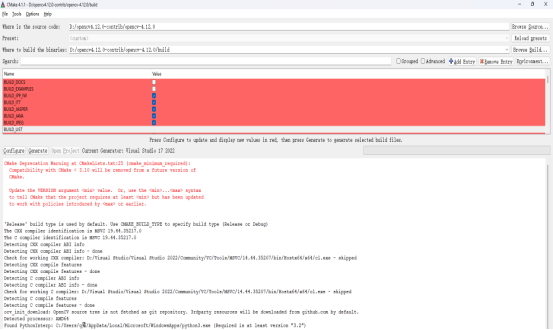 CMake 4.1.1 - D:/opencv4.12.0-contrib/opencv-4.12.0/build
File Tools Options Help
Where is the source code: D:/opencv4.12.0-contrib/opencv-4.12.0 Browse Source...
Preset: <custom> Reload presets
Where to build the binaries: D:/opencv4.12.0-contrib/opencv-4.12.0/build Browse Build...
Search: Grouped Advanced Add Entry Remove Entry Environment...
Name Value
BUILD_DOCS
BUILD_EXAMPLES
BUILD_IPP_IW
BUILD_ITT
BUILD_JASPER
BUILD_JAVA
BUILD_JPEG
BUILD_LIST
Press Configure to update and display new values in red, then press Generate to generate selected build files.
Configure Generate Open Project Current Generator: Visual Studio 17 2022
CMake Deprecation Warning at CMakeLists.txt:25 (cmake_minimum_required):
Compatibility with CMake < 3.10 will be removed from a future version of
CMake.
Update the VERSION argument <min> value. Or, use the <min>...<max> syntax
to tell CMake that the project requires at least <min> but has been updated
to work with policies introduced by <max> or earlier.
'Release' build type is used by default. Use CMAKE_BUILD_TYPE to specify build type (Release or Debug)
The CXX compiler identification is MSVC 19.44.35217.0
The C compiler identification is MSVC 19.44.35217.0
Detecting CXX compiler ABI info
Detecting CXX compiler ABI info - done
Check for working CXX compiler: D:/Visual Studio/Visual Studio 2022/Community/VC/Tools/MSVC/14.44.35207/bin/Hostx64/x64/cl.exe - skipped
Detecting CXX compile features
Detecting CXX compile features - done
Detecting C compiler ABI info
Detecting C compiler ABI info - done
Check for working C compiler: D:/Visual Studio/Visual Studio 2022/Community/VC/Tools/MSVC/14.44.35207/bin/Hostx64/x64/cl.exe - skipped
Detecting C compile features
Detecting C compile features - done
ocv_init_download: OpenCV source tree is not fetched as git repository. 3rdparty resources will be downloaded from github.com by default.
Detected processor: AMD64
Found PythonInterp: C:/Users/ /AppData/Local/Microsoft/WindowsApps/python3.exe (Required is at least version "3.2")